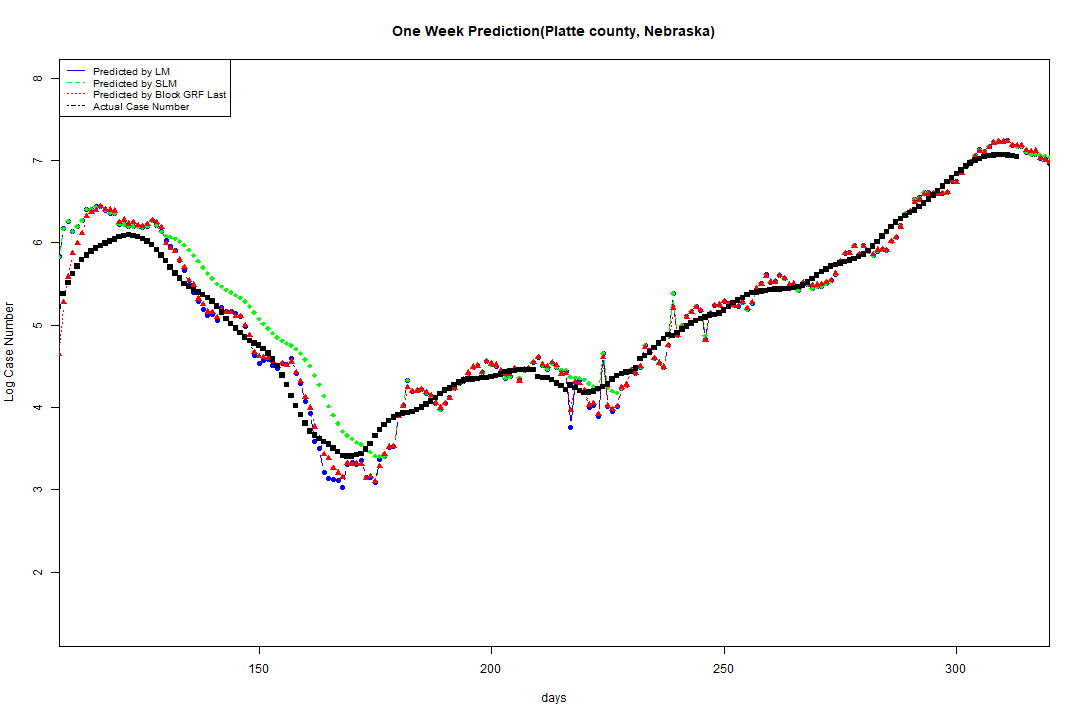 One Week Prediction(Platte county, Nebraska)
Predicted by LM
Predicted by SLM
Predicted by Block GRF Last
Actual Case Number
8
7
6
5
4
3
2
Log Case Number
150 200 250 300
days